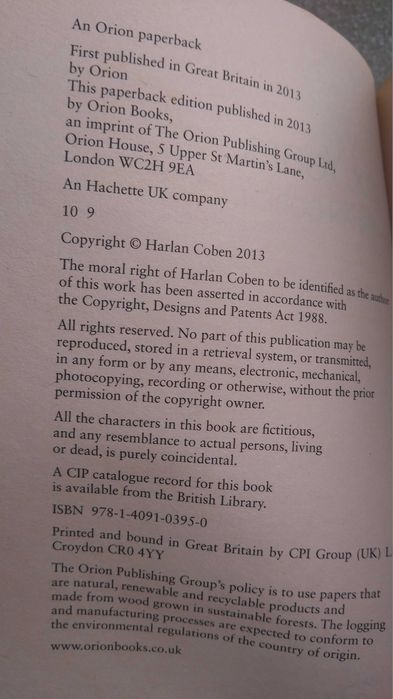 An Orion paperback
First published in Great Britain in 2013
by Orion
This paperback edition published in 2013
by Orion Books,
an imprint of The Orion Publishing Group Ltd,
Orion House, 5 Upper St Martin's Lane,
London WC2H 9EA
An Hachette UK company
10 9
Copyright © Harlan Coben 2013
The moral right of Harlan Coben to be identified as the author
of this work has been asserted in accordance with
the Copyright, Designs and Patents Act 1988.
All rights reserved. No part of this publication may be
reproduced, stored in a retrieval system, or transmitted,
in any form or by any means, electronic, mechanical,
photocopying, recording or otherwise, without the prior
permission of the copyright owner.
All the characters in this book are fictitious,
and any resemblance to actual persons, living
or dead, is purely coincidental.
A CIP catalogue record for this book
is available from the British Library.
ISBN 978-1-4091-0395-0
Printed and bound in Great Britain by CPI Group (UK) L
Croydon CR0 4YY
The Orion Publishing Group's policy is to use papers that
are natural, renewable and recyclable products and
made from wood grown in sustainable forests. The logging
and manufacturing processes are expected to conform to
the environmental regulations of the country of origin.
www.orionbooks.co.uk